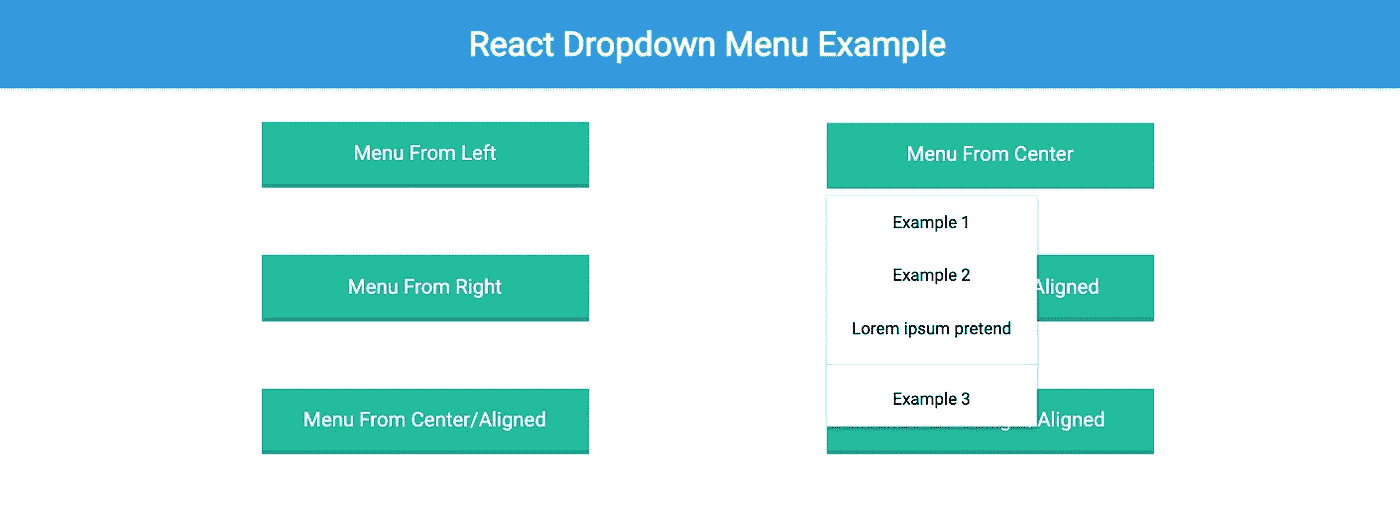 React Dropdown Menu Example
Menu From Left
Menu From Center
Example 1
Example 2
Lorem ipsum pretend
Example 3
Menu From Right
Aligned
Menu From Center/Aligned
Aligned